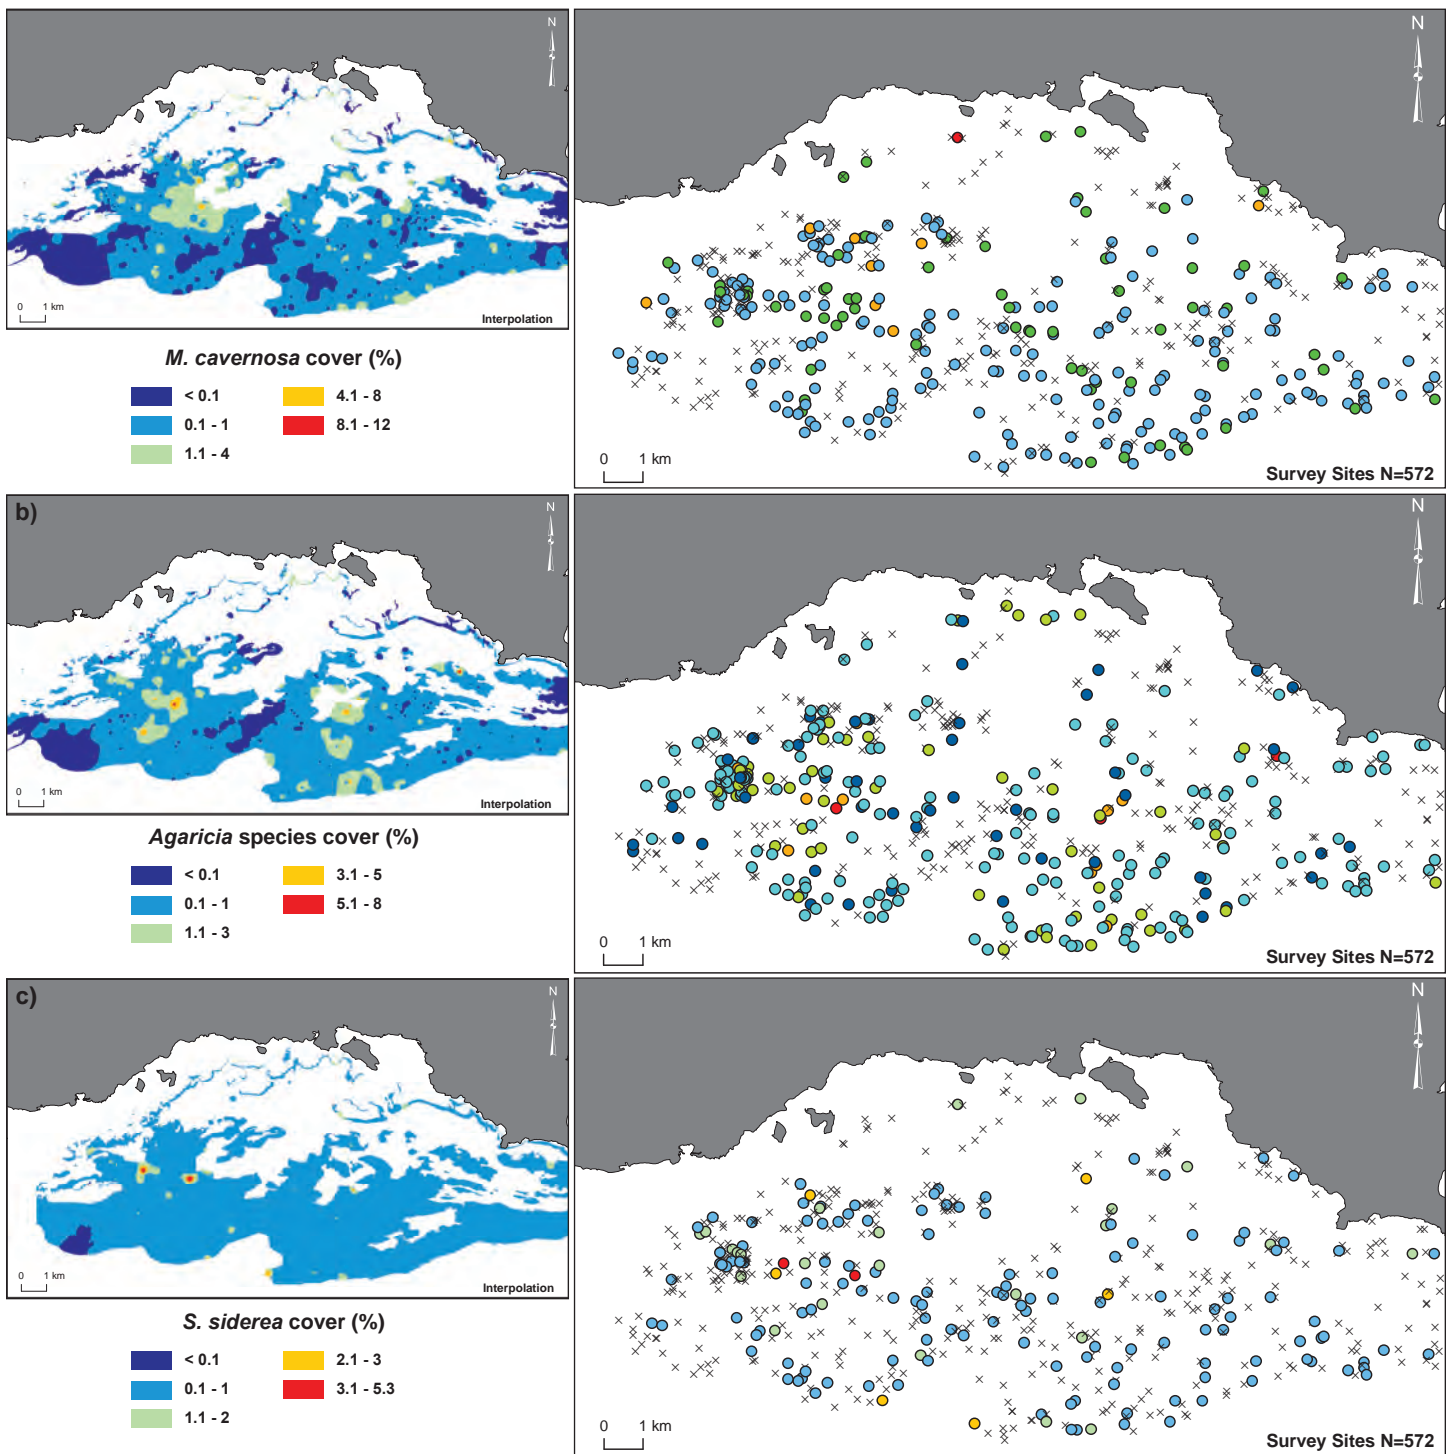 N
0 1 km
Interpolation
M. cavernosa cover (%)
< 0.1
4.1 - 8
0.1 - 1
8.1 - 12
1.1 - 4
N
0 1 km
Survey Sites N=572
b)
N
0 1 km
Interpolation
Agaricia species cover (%)
< 0.1
3.1 - 5
0.1 - 1
5.1 - 8
1.1 - 3
N
0 1 km
Survey Sites N=572
c)
N
0 1 km
Interpolation
S. siderea cover (%)
< 0.1
2.1 - 3
0.1 - 1
3.1 - 5.3
1.1 - 2
N
0 1 km
Survey Sites N=572